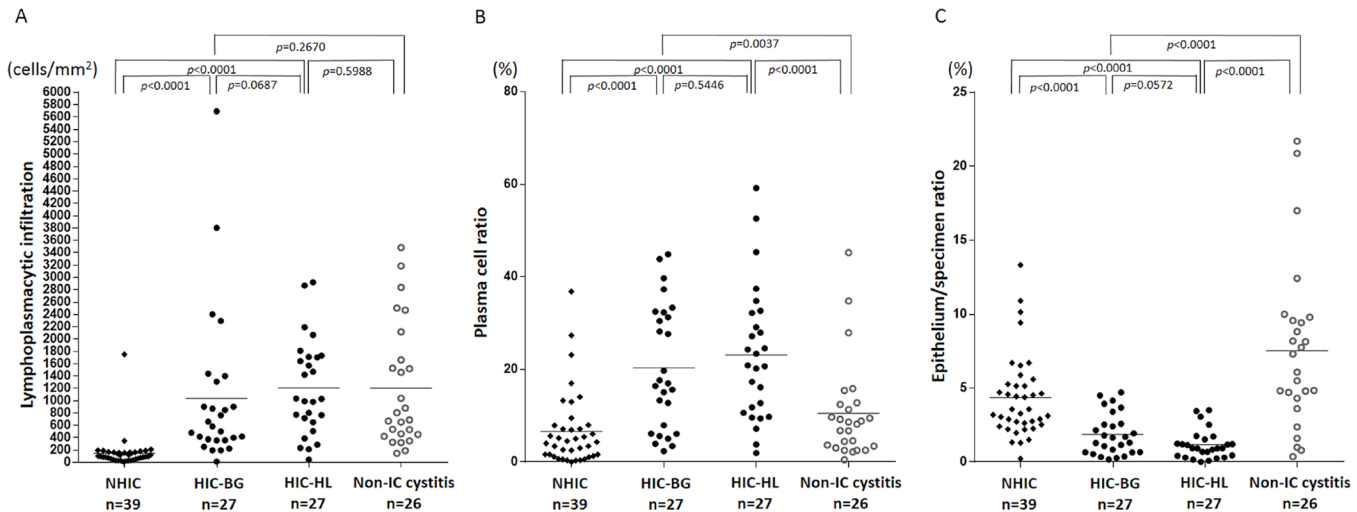 A
p=0.2670
(cells/mm²)
p<0.0001
p=0.5988
p<0.0001
p=0.0687
6000
5800
5600
5400
5200
5000
4800
4600
4400
4200
4000
3800
3600
3400
3200
3000
2800
2600
2400
2200
2000
1800
1600
1400
1200
1000
800
600
400
200
0
Lymphoplasmacytic infiltration
NHIC HIC-BG HIC-HL Non-IC cystitis
n=39 n=27 n=27 n=26
B
p=0.0037
(%)
p<0.0001
p<0.0001
p<0.0001
p=0.5446
80
60
40
20
0
Plasma cell ratio
NHIC HIC-BG HIC-HL Non-IC cystitis
n=39 n=27 n=27 n=26
C
p<0.0001
(%)
p<0.0001
p<0.0001
p<0.0001
p=0.0572
25
20
15
10
5
0
Epithelium/specimen ratio
NHIC HIC-BG HIC-HL Non-IC cystitis
n=39 n=27 n=27 n=26